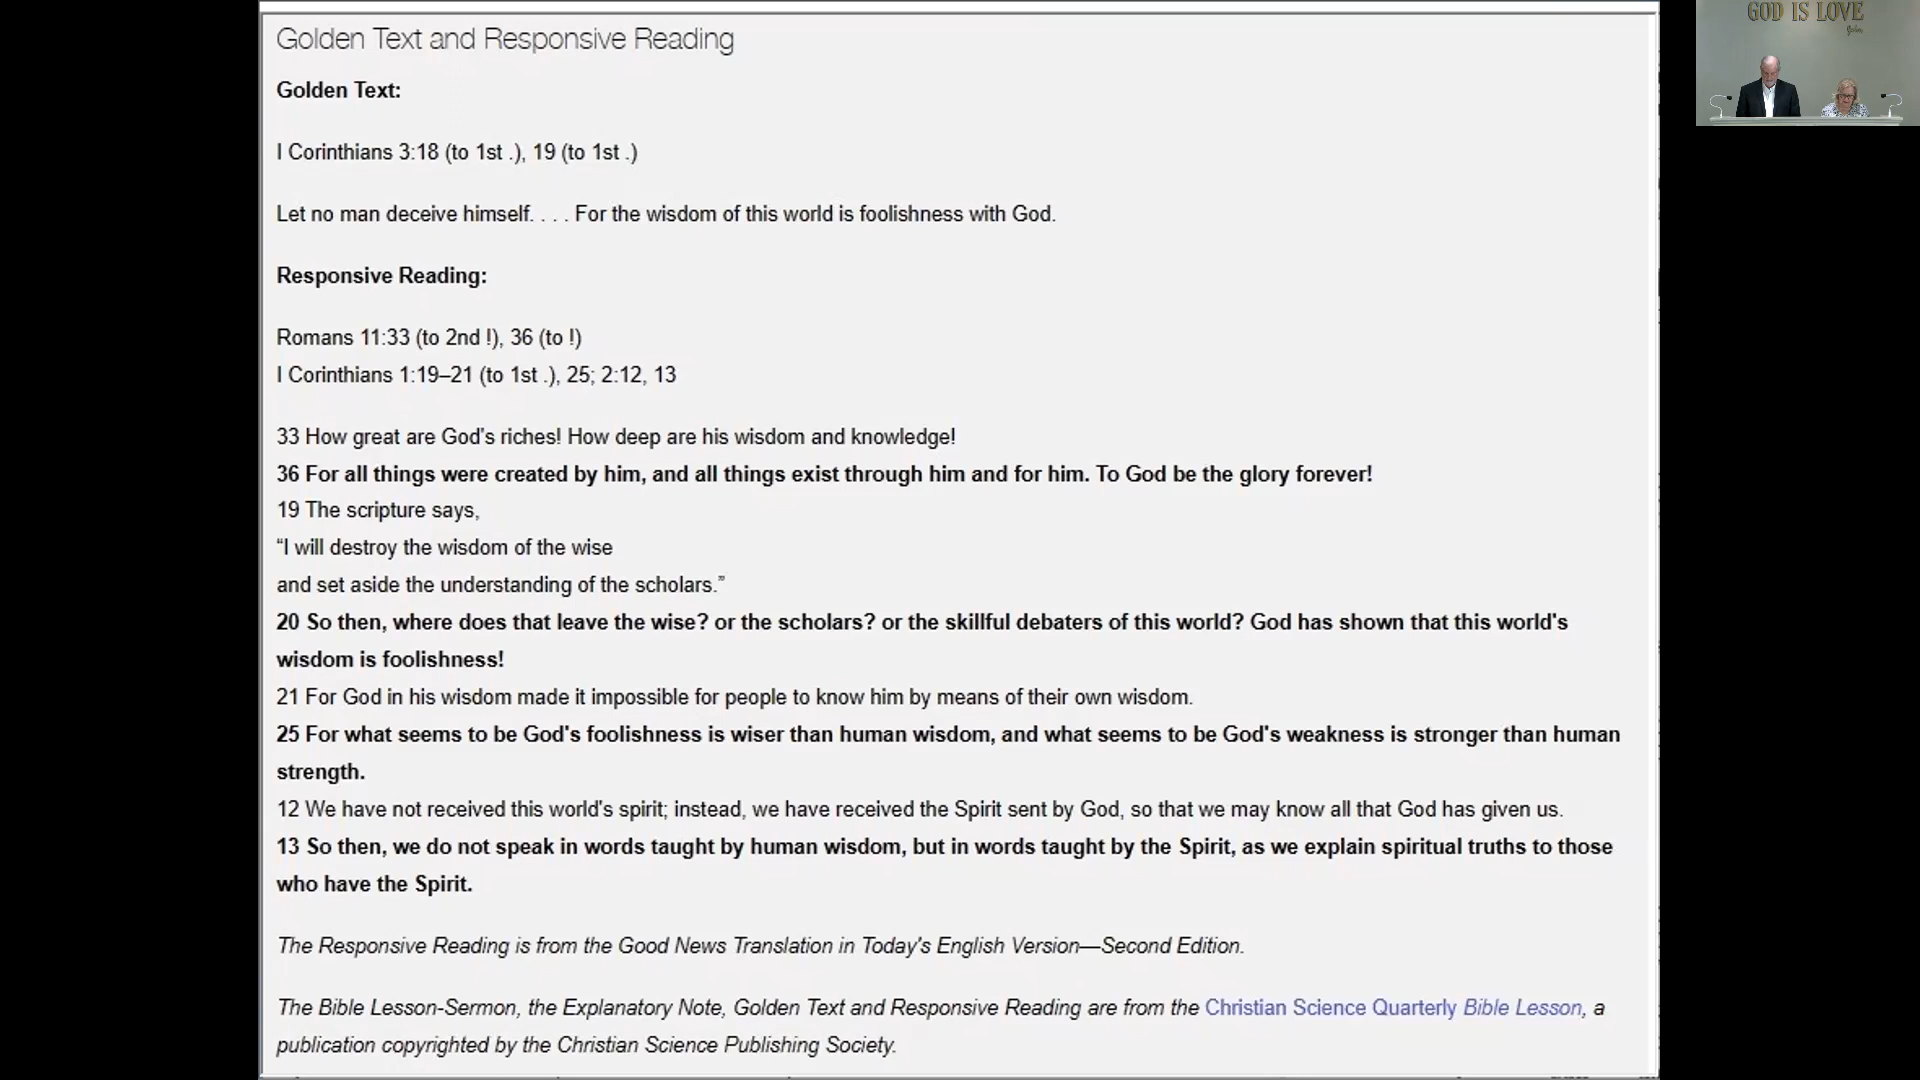 GOD IS LOVE
Golden Text and Responsive Reading
Golden Text:
I Corinthians 3:18 (to 1st .), 19 (to 1st .)
Let no man deceive himself. . . . For the wisdom of this world is foolishness with God.
Responsive Reading:
Romans 11:33 (to 2nd !), 36 (to !)
I Corinthians 1:19–21 (to 1st .), 25; 2:12, 13
33 How great are God's riches! How deep are his wisdom and knowledge!
36 For all things were created by him, and all things exist through him and for him. To God be the glory forever!
19 The scripture says,
“I will destroy the wisdom of the wise
and set aside the understanding of the scholars.”
20 So then, where does that leave the wise? or the scholars? or the skillful debaters of this world? God has shown that this world's
wisdom is foolishness!
21 For God in his wisdom made it impossible for people to know him by means of their own wisdom.
25 For what seems to be God's foolishness is wiser than human wisdom, and what seems to be God's weakness is stronger than human
strength.
12 We have not received this world's spirit; instead, we have received the Spirit sent by God, so that we may know all that God has given us.
13 So then, we do not speak in words taught by human wisdom, but in words taught by the Spirit, as we explain spiritual truths to those
who have the Spirit.
The Responsive Reading is from the Good News Translation in Today's English Version—Second Edition.
The Bible Lesson-Sermon, the Explanatory Note, Golden Text and Responsive Reading are from the Christian Science Quarterly Bible Lesson, a
publication copyrighted by the Christian Science Publishing Society.